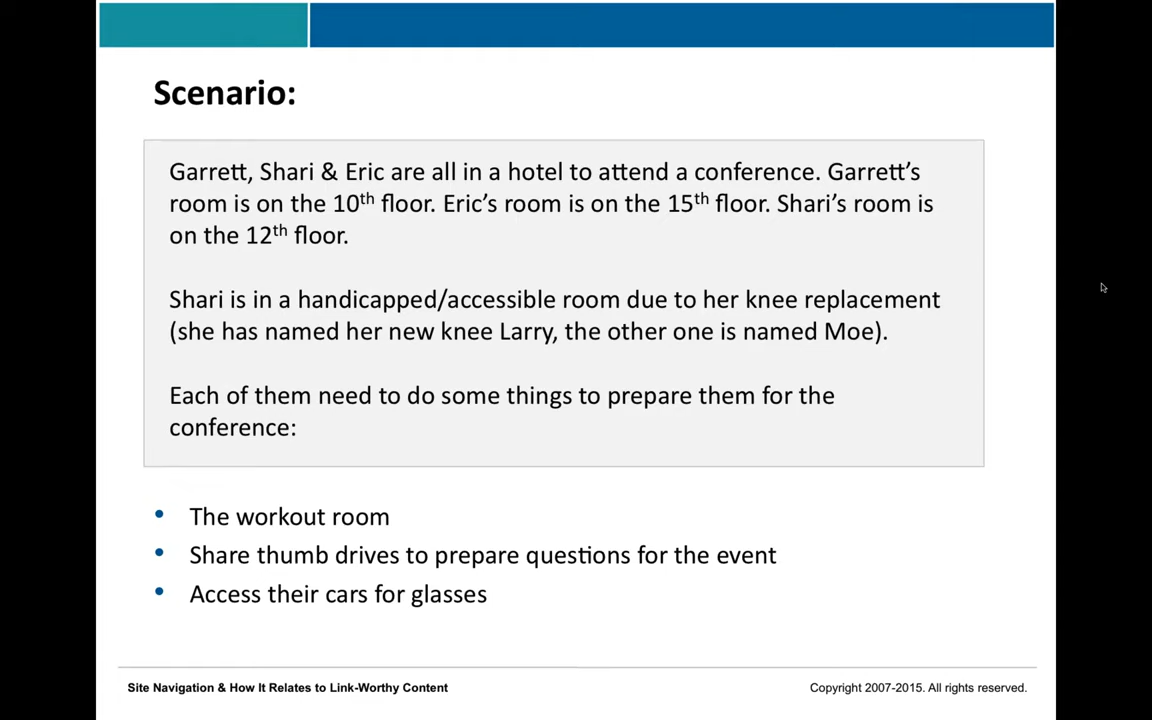 Scenario:
Garrett, Shari & Eric are all in a hotel to attend a conference. Garrett’s
room is on the 10th floor. Eric’s room is on the 15th floor. Shari’s room is
on the 12th floor.
Shari is in a handicapped/accessible room due to her knee replacement
(she has named her new knee Larry, the other one is named Moe).
Each of them need to do some things to prepare them for the
conference:
• The workout room
• Share thumb drives to prepare questions for the event
• Access their cars for glasses
Site Navigation & How It Relates to Link-Worthy Content
Copyright 2007-2015. All rights reserved.